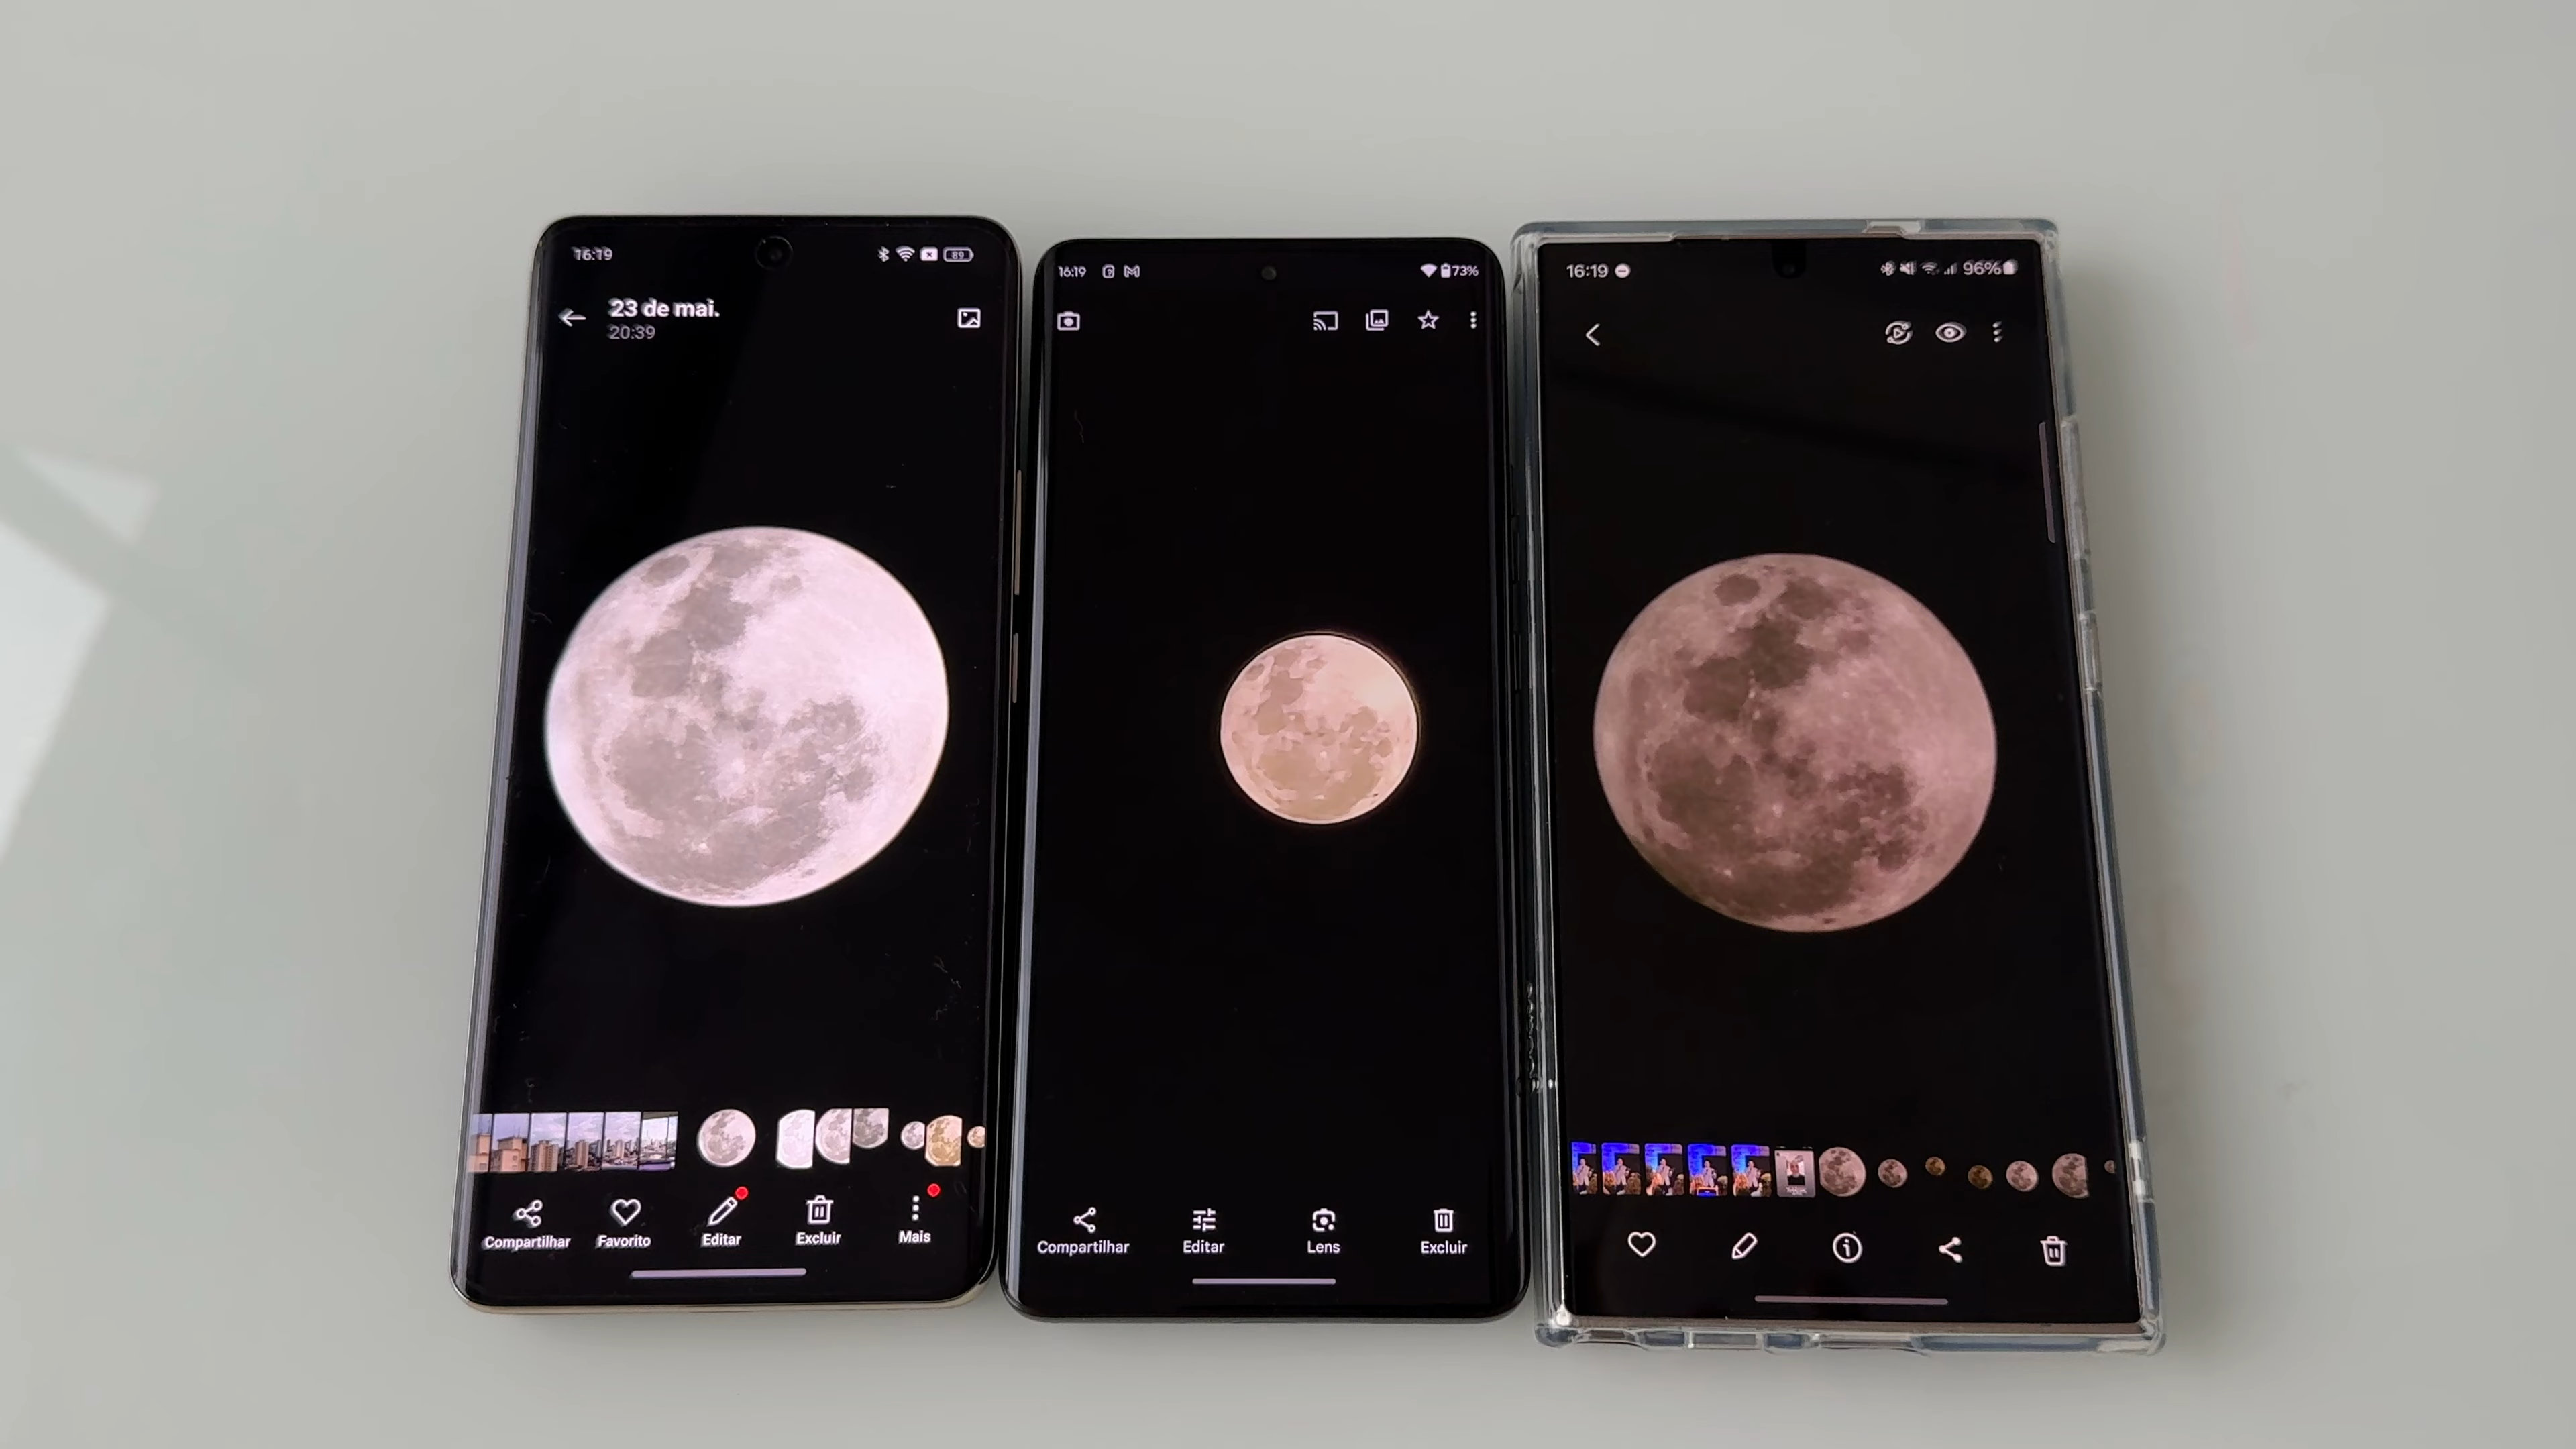 16:19
89
23 de mai.
20:39
Compartilhar
Favorito
Editar
Excluir
Mais
16:19
73%
Compartilhar
Editar
Lens
Excluir
16:19
96%